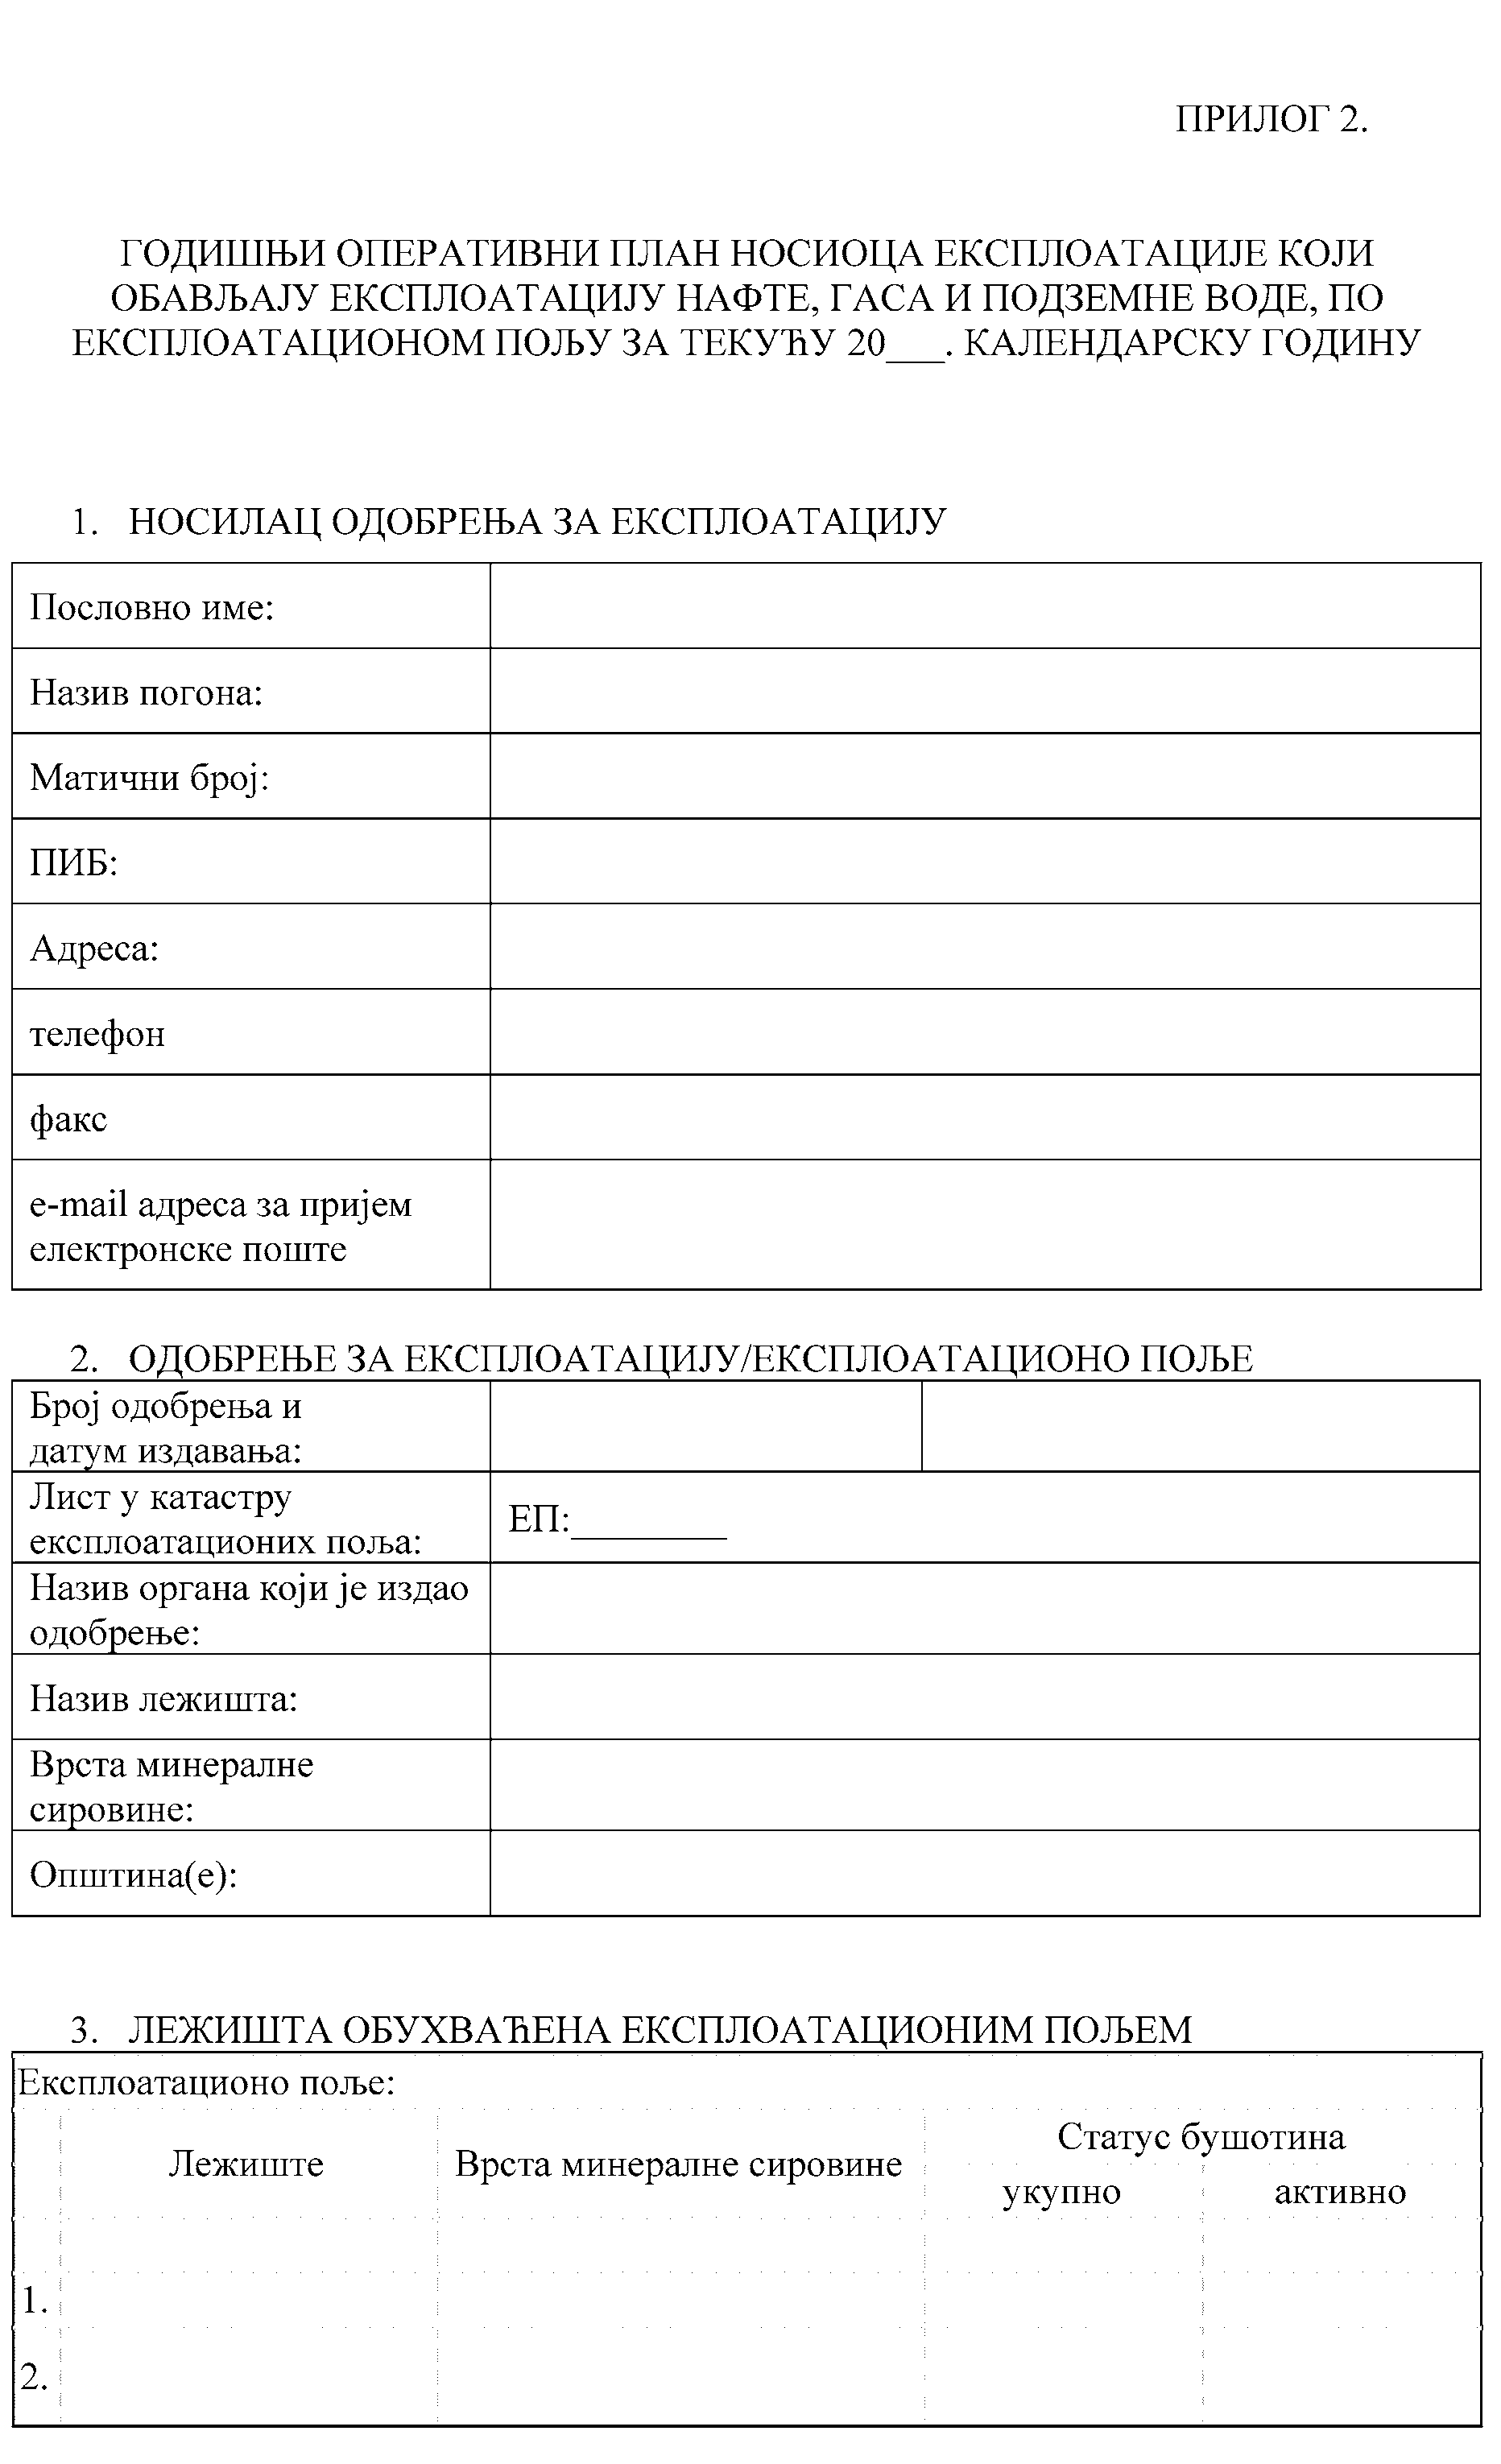 ПРИЛОГ 2.
ГОДИШЊИ ОПЕРАТИВНИ ПЛАН НОСИОЦА ЕКСПЛОАТАЦИЈЕ КОЈИ
ОБАВЉАЈУ ЕКСПЛОАТАЦИЈУ НАФТЕ, ГАСА И ПОДЗЕМНЕ ВОДЕ, ПО
ЕКСПЛОАТАЦИОНОМ ПОЉУ ЗА ТЕКУЋУ 20___. КАЛЕНДАРСКУ ГОДИНУ
1. НОСИЛАЦ ОДОБРЕЊА ЗА ЕКСПЛОАТАЦИЈУ
Пословно име:
Назив погона:
Матични број:
ПИБ:
Адреса:
телефон
факс
e-mail адреса за пријем
електронске поште
2. ОДОБРЕЊЕ ЗА ЕКСПЛОАТАЦИЈУ/ЕКСПЛОАТАЦИОНО ПОЉЕ
Број одобрења и
датум издавања:
Лист у катастру
експлоатационих поља:
ЕП:________
Назив органа који је издао
одобрење:
Назив лежишта:
Врста минералне
сировине:
Општина(е):
3. ЛЕЖИШТА ОБУХВАЋЕНА ЕКСПЛОАТАЦИОНИМ ПОЉЕМ
Експлоатационо поље:
Лежиште
Врста минералне сировине
Статус бушотина
укупно
активно
1.
2.